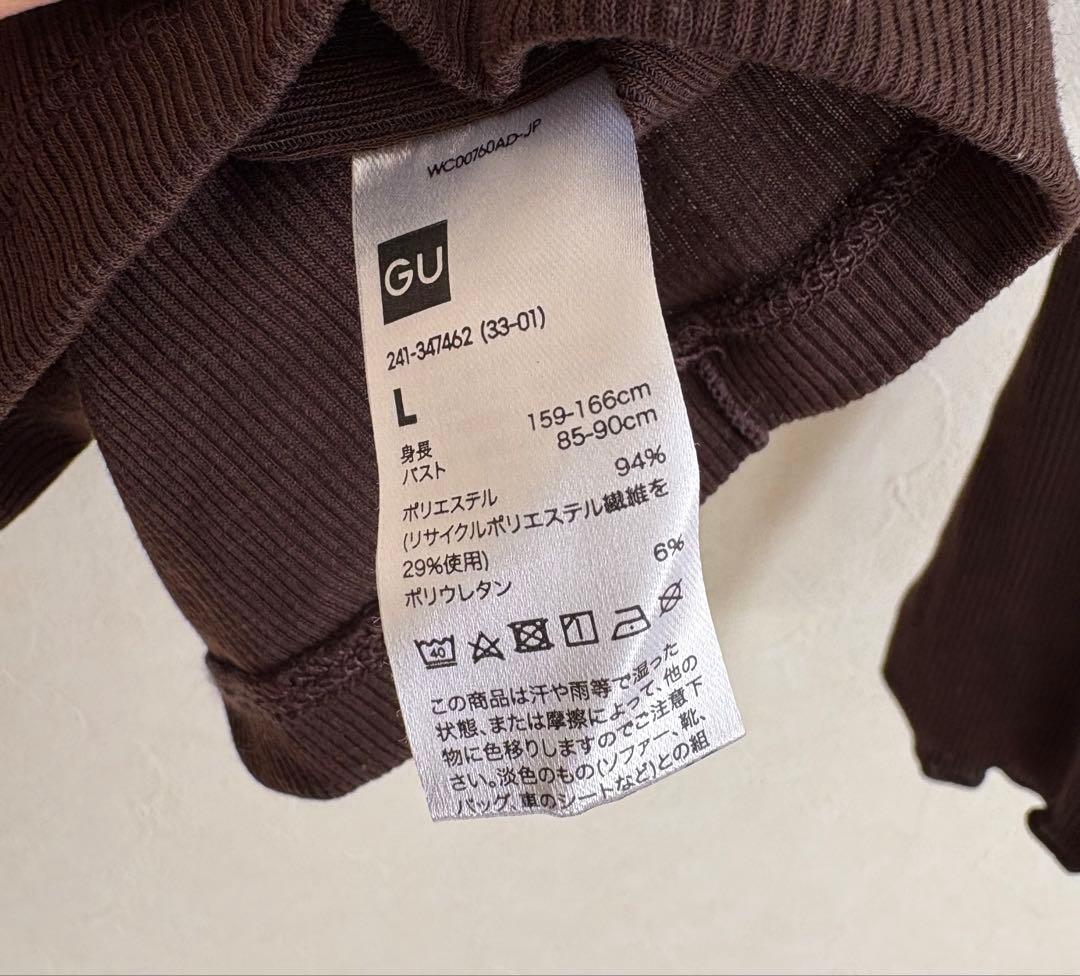 WC00760AD-JP
GU
241-347462 (33-01)
L
身長 159-166cm
バスト 85-90cm
ポリエステル 94%
(リサイクルポリエステル繊維を
29%使用)
ポリウレタン 6%
40
この商品は汗や雨等で湿った
状態、または摩擦によって、他の
物に色移りしますのでご注意下
さい。淡色のもの(ソファー、靴、
バッグ、車のシートなど)との組